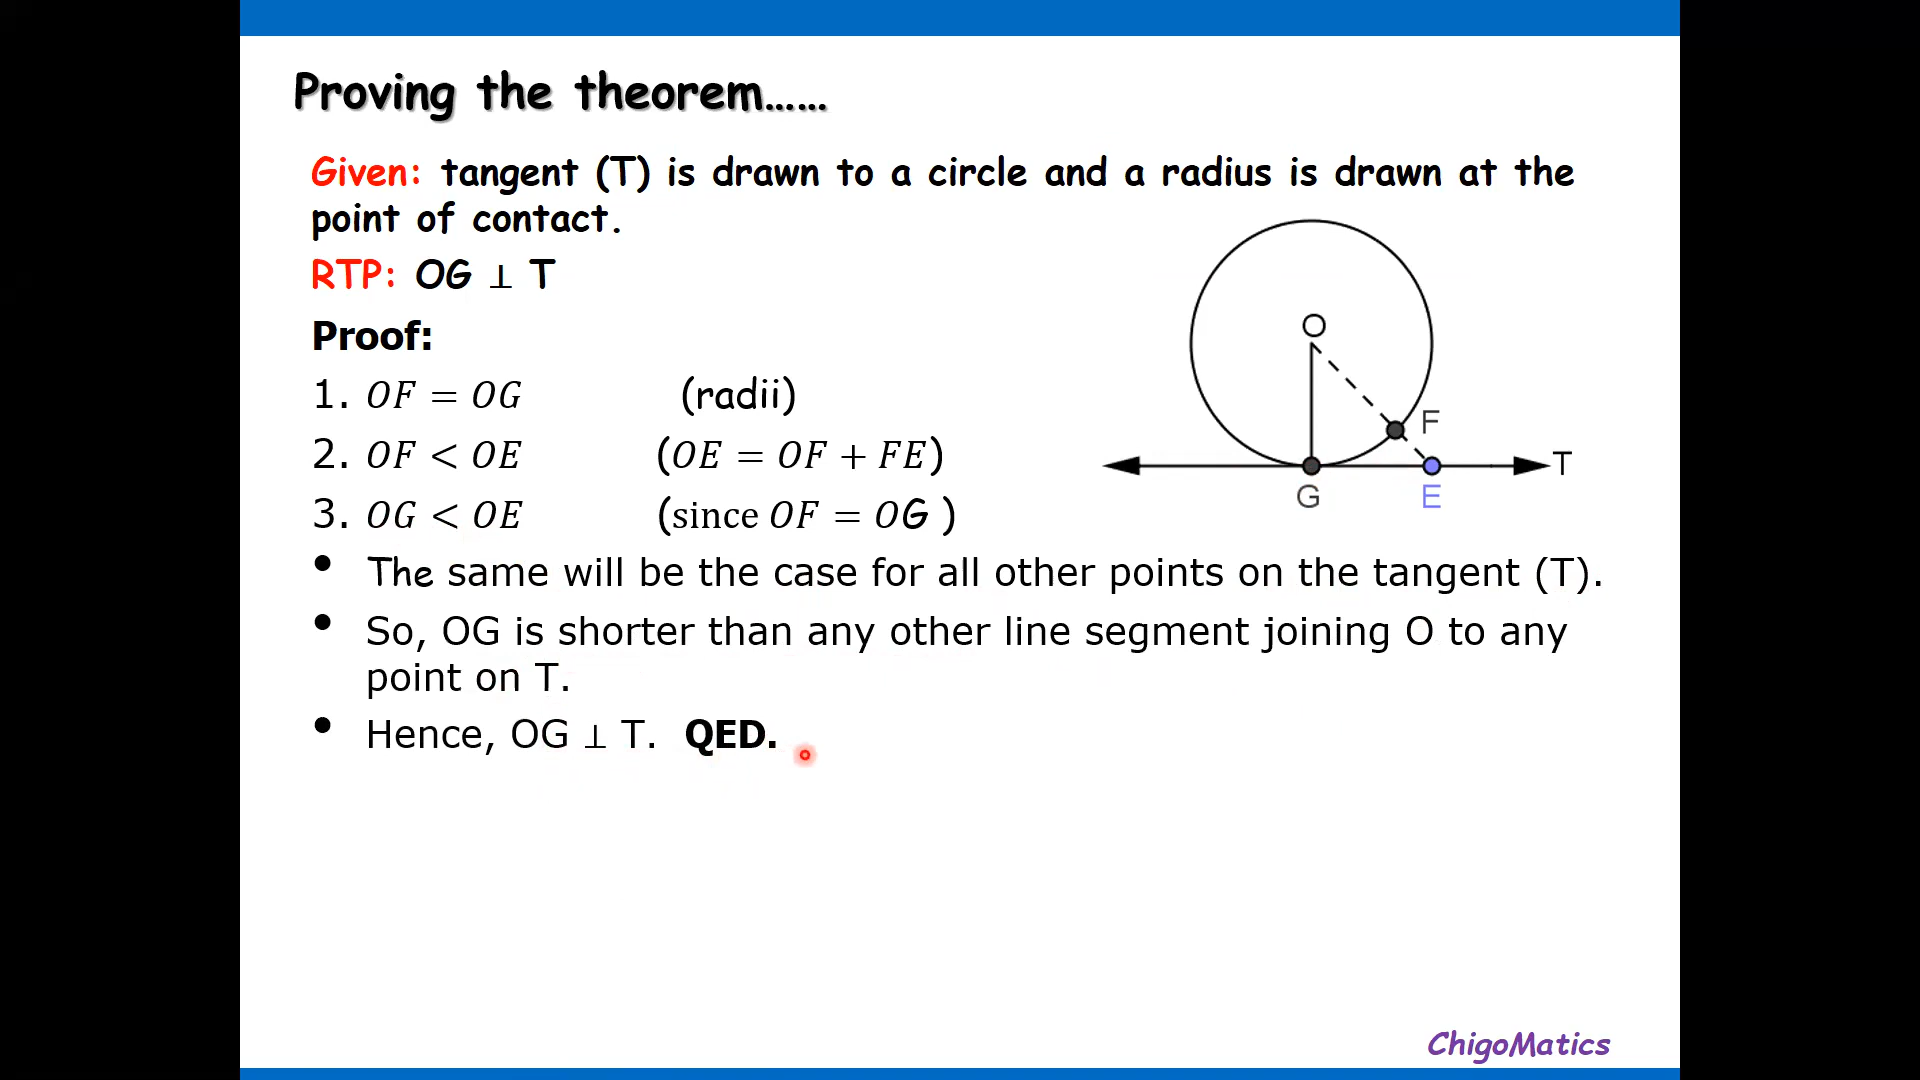 Proving the theorem……
Given: tangent (T) is drawn to a circle and a radius is drawn at the
point of contact.
RTP: OG ⊥ T
Proof:
1. OF = OG (radii)
2. OF < OE (OE = OF + FE)
3. OG < OE (since OF = OG )
• The same will be the case for all other points on the tangent (T).
• So, OG is shorter than any other line segment joining O to any
point on T.
• Hence, OG ⊥ T. QED.
O
F
T
G
E
ChigoMatics